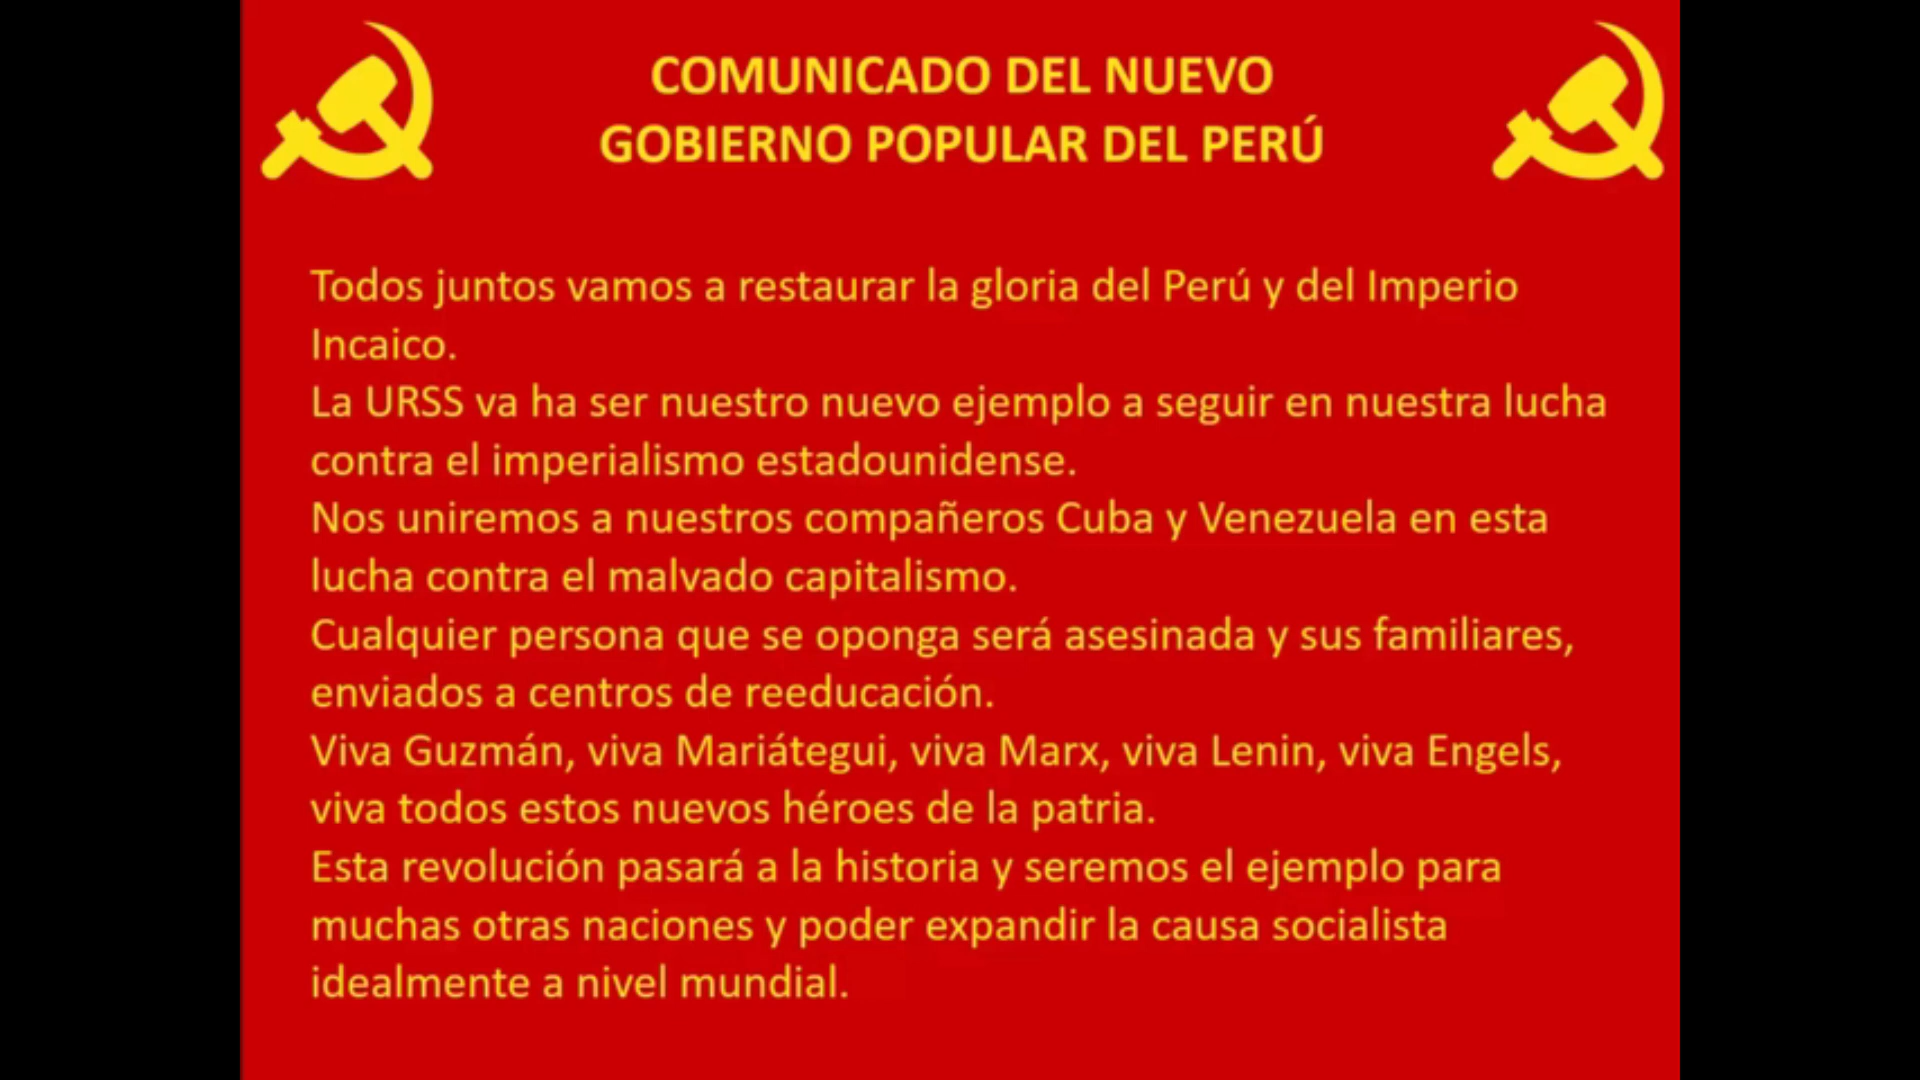 COMUNICADO DEL NUEVO
GOBIERNO POPULAR DEL PERÚ
Todos juntos vamos a restaurar la gloria del Perú y del Imperio
Incaico.
La URSS va ha ser nuestro nuevo ejemplo a seguir en nuestra lucha
contra el imperialismo estadounidense.
Nos uniremos a nuestros compañeros Cuba y Venezuela en esta
lucha contra el malvado capitalismo.
Cualquier persona que se oponga será asesinada y sus familiares,
enviados a centros de reeducación.
Viva Guzmán, viva Mariátegui, viva Marx, viva Lenin, viva Engels,
viva todos estos nuevos héroes de la patria.
Esta revolución pasará a la historia y seremos el ejemplo para
muchas otras naciones y poder expandir la causa socialista
idealmente a nivel mundial.